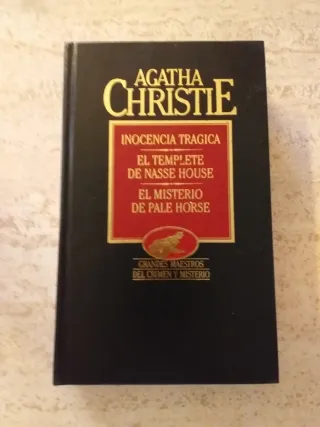 AGATHA
CHRISTIE
INOCENCIA TRAGICA
EL TEMPLETE
DE NASSE HOUSE
EL MISTERIO
DE PALE HORSE
GRANDES MAESTROS
DEL CRIMEN Y MISTERIO